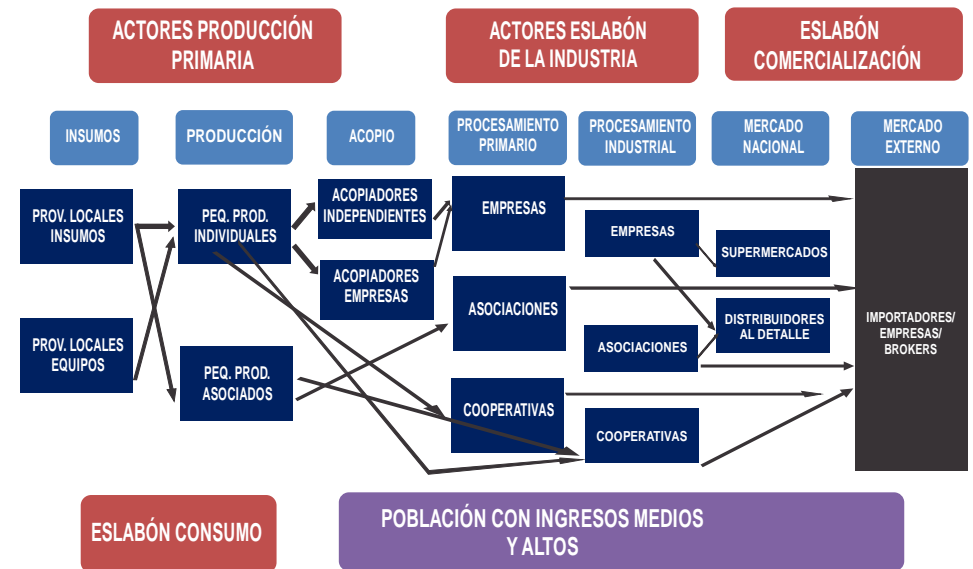 ACTORES PRODUCCIÓN
PRIMARIA
ACTORES ESLABÓN
DE LA INDUSTRIA
ESLABÓN
COMERCIALIZACIÓN
INSUMOS
PRODUCCIÓN
ACOPIO
PROCESAMIENTO
PRIMARIO
PROCESAMIENTO
INDUSTRIAL
MERCADO
NACIONAL
MERCADO
EXTERNO
PROV. LOCALES
INSUMOS
PROV. LOCALES
EQUIPOS
PEQ. PROD.
INDIVIDUALES
PEQ. PROD.
ASOCIADOS
ACOPIADORES
INDEPENDIENTES
ACOPIADORES
EMPRESAS
EMPRESAS
ASOCIACIONES
COOPERATIVAS
EMPRESAS
ASOCIACIONES
COOPERATIVAS
SUPERMERCADOS
DISTRIBUIDORES
AL DETALLE
IMPORTADORES/
EMPRESAS/
BROKERS
ESLABÓN CONSUMO
POBLACIÓN CON INGRESOS MEDIOS
Y ALTOS